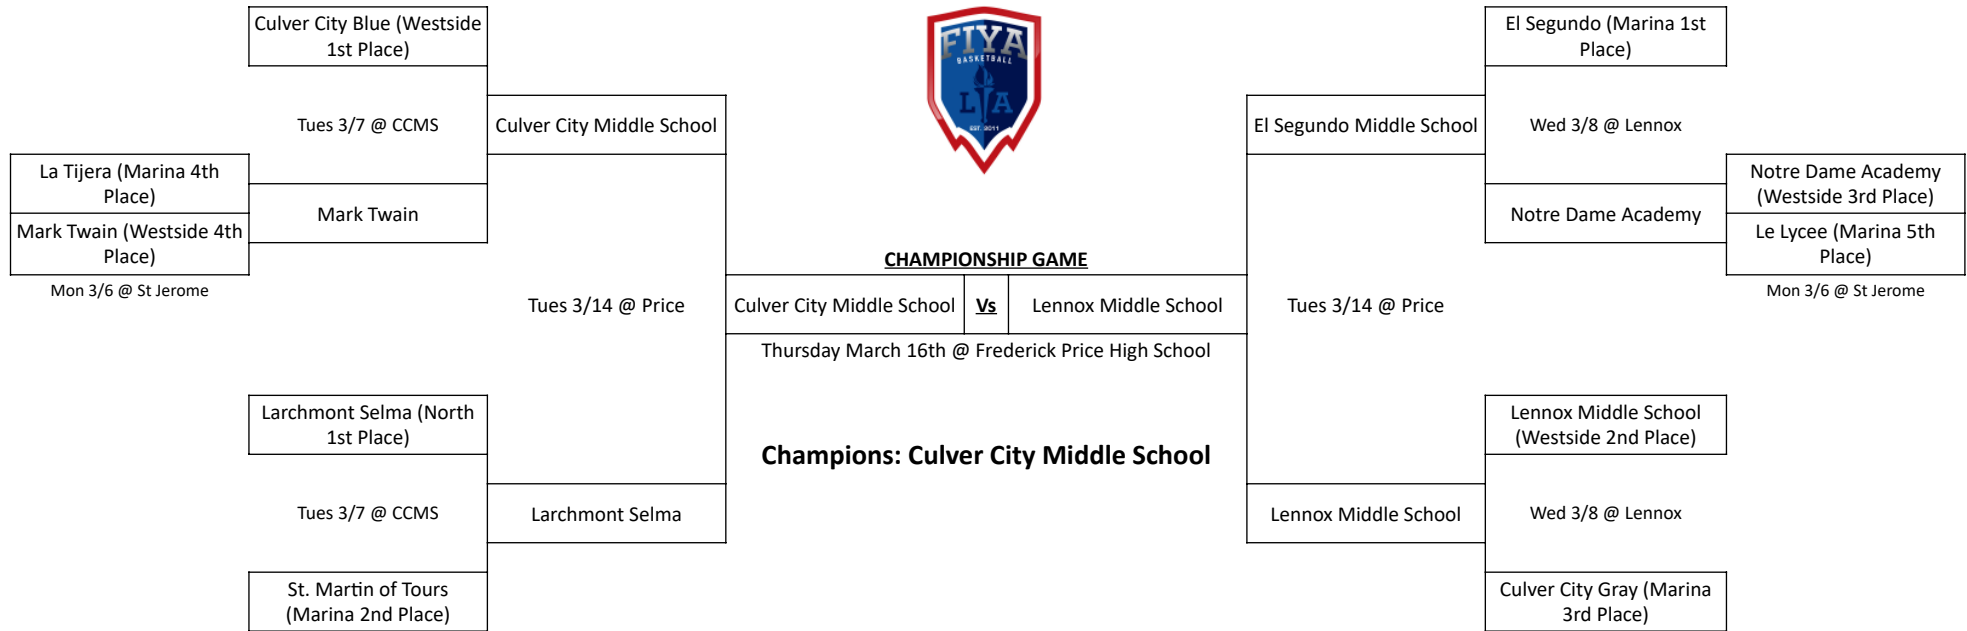 Culver City Blue (Westside
1st Place)
FIYA
BASKETBALL
LA
EST. 2011
El Segundo (Marina 1st
Place)
Tues 3/7 @ CCMS
Culver City Middle School
El Segundo Middle School
Wed 3/8 @ Lennox
La Tijera (Marina 4th
Place)
Mark Twain (Westside 4th
Place)
Mon 3/6 @ St Jerome
Mark Twain
Notre Dame Academy
Notre Dame Academy
(Westside 3rd Place)
Le Lycee (Marina 5th
Place)
Mon 3/6 @ St Jerome
CHAMPIONSHIP GAME
Tues 3/14 @ Price
Culver City Middle School
Vs
Lennox Middle School
Tues 3/14 @ Price
Thursday March 16th @ Frederick Price High School
Larchmont Selma (North
1st Place)
Lennox Middle School
(Westside 2nd Place)
Champions: Culver City Middle School
Tues 3/7 @ CCMS
Larchmont Selma
Lennox Middle School
Wed 3/8 @ Lennox
St. Martin of Tours
(Marina 2nd Place)
Culver City Gray (Marina
3rd Place)